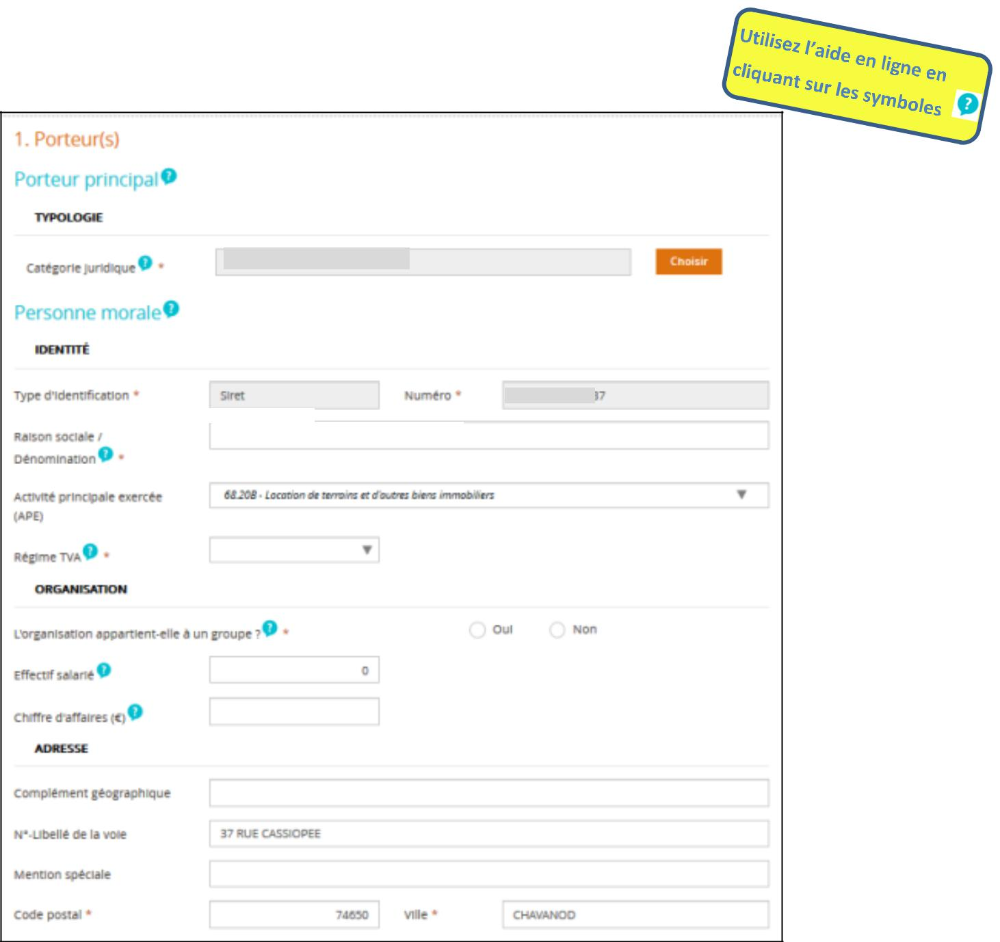 Utilisez l'aide en ligne en
cliquant sur les symboles ?
1. Porteur(s)
Porteur principal ?
TYPOLOGIE
Catégorie juridique ? * Choisir
Personne morale ?
IDENTITÉ
Type d'identification * Siret Numéro * 37
Raison sociale /
Dénomination ? *
Activité principale exercée 68.20B - Location de terrains et d'autres biens immobiliers
(APE)
Régime TVA ? *
ORGANISATION
L'organisation appartient-elle à un groupe ? ? * Oui Non
Effectif salarié ? 0
Chiffre d'affaires (€) ?
ADRESSE
Complément géographique
N°-Libellé de la voie 37 RUE CASSIOPEE
Mention spéciale
Code postal * 74650 Ville * CHAVANOD